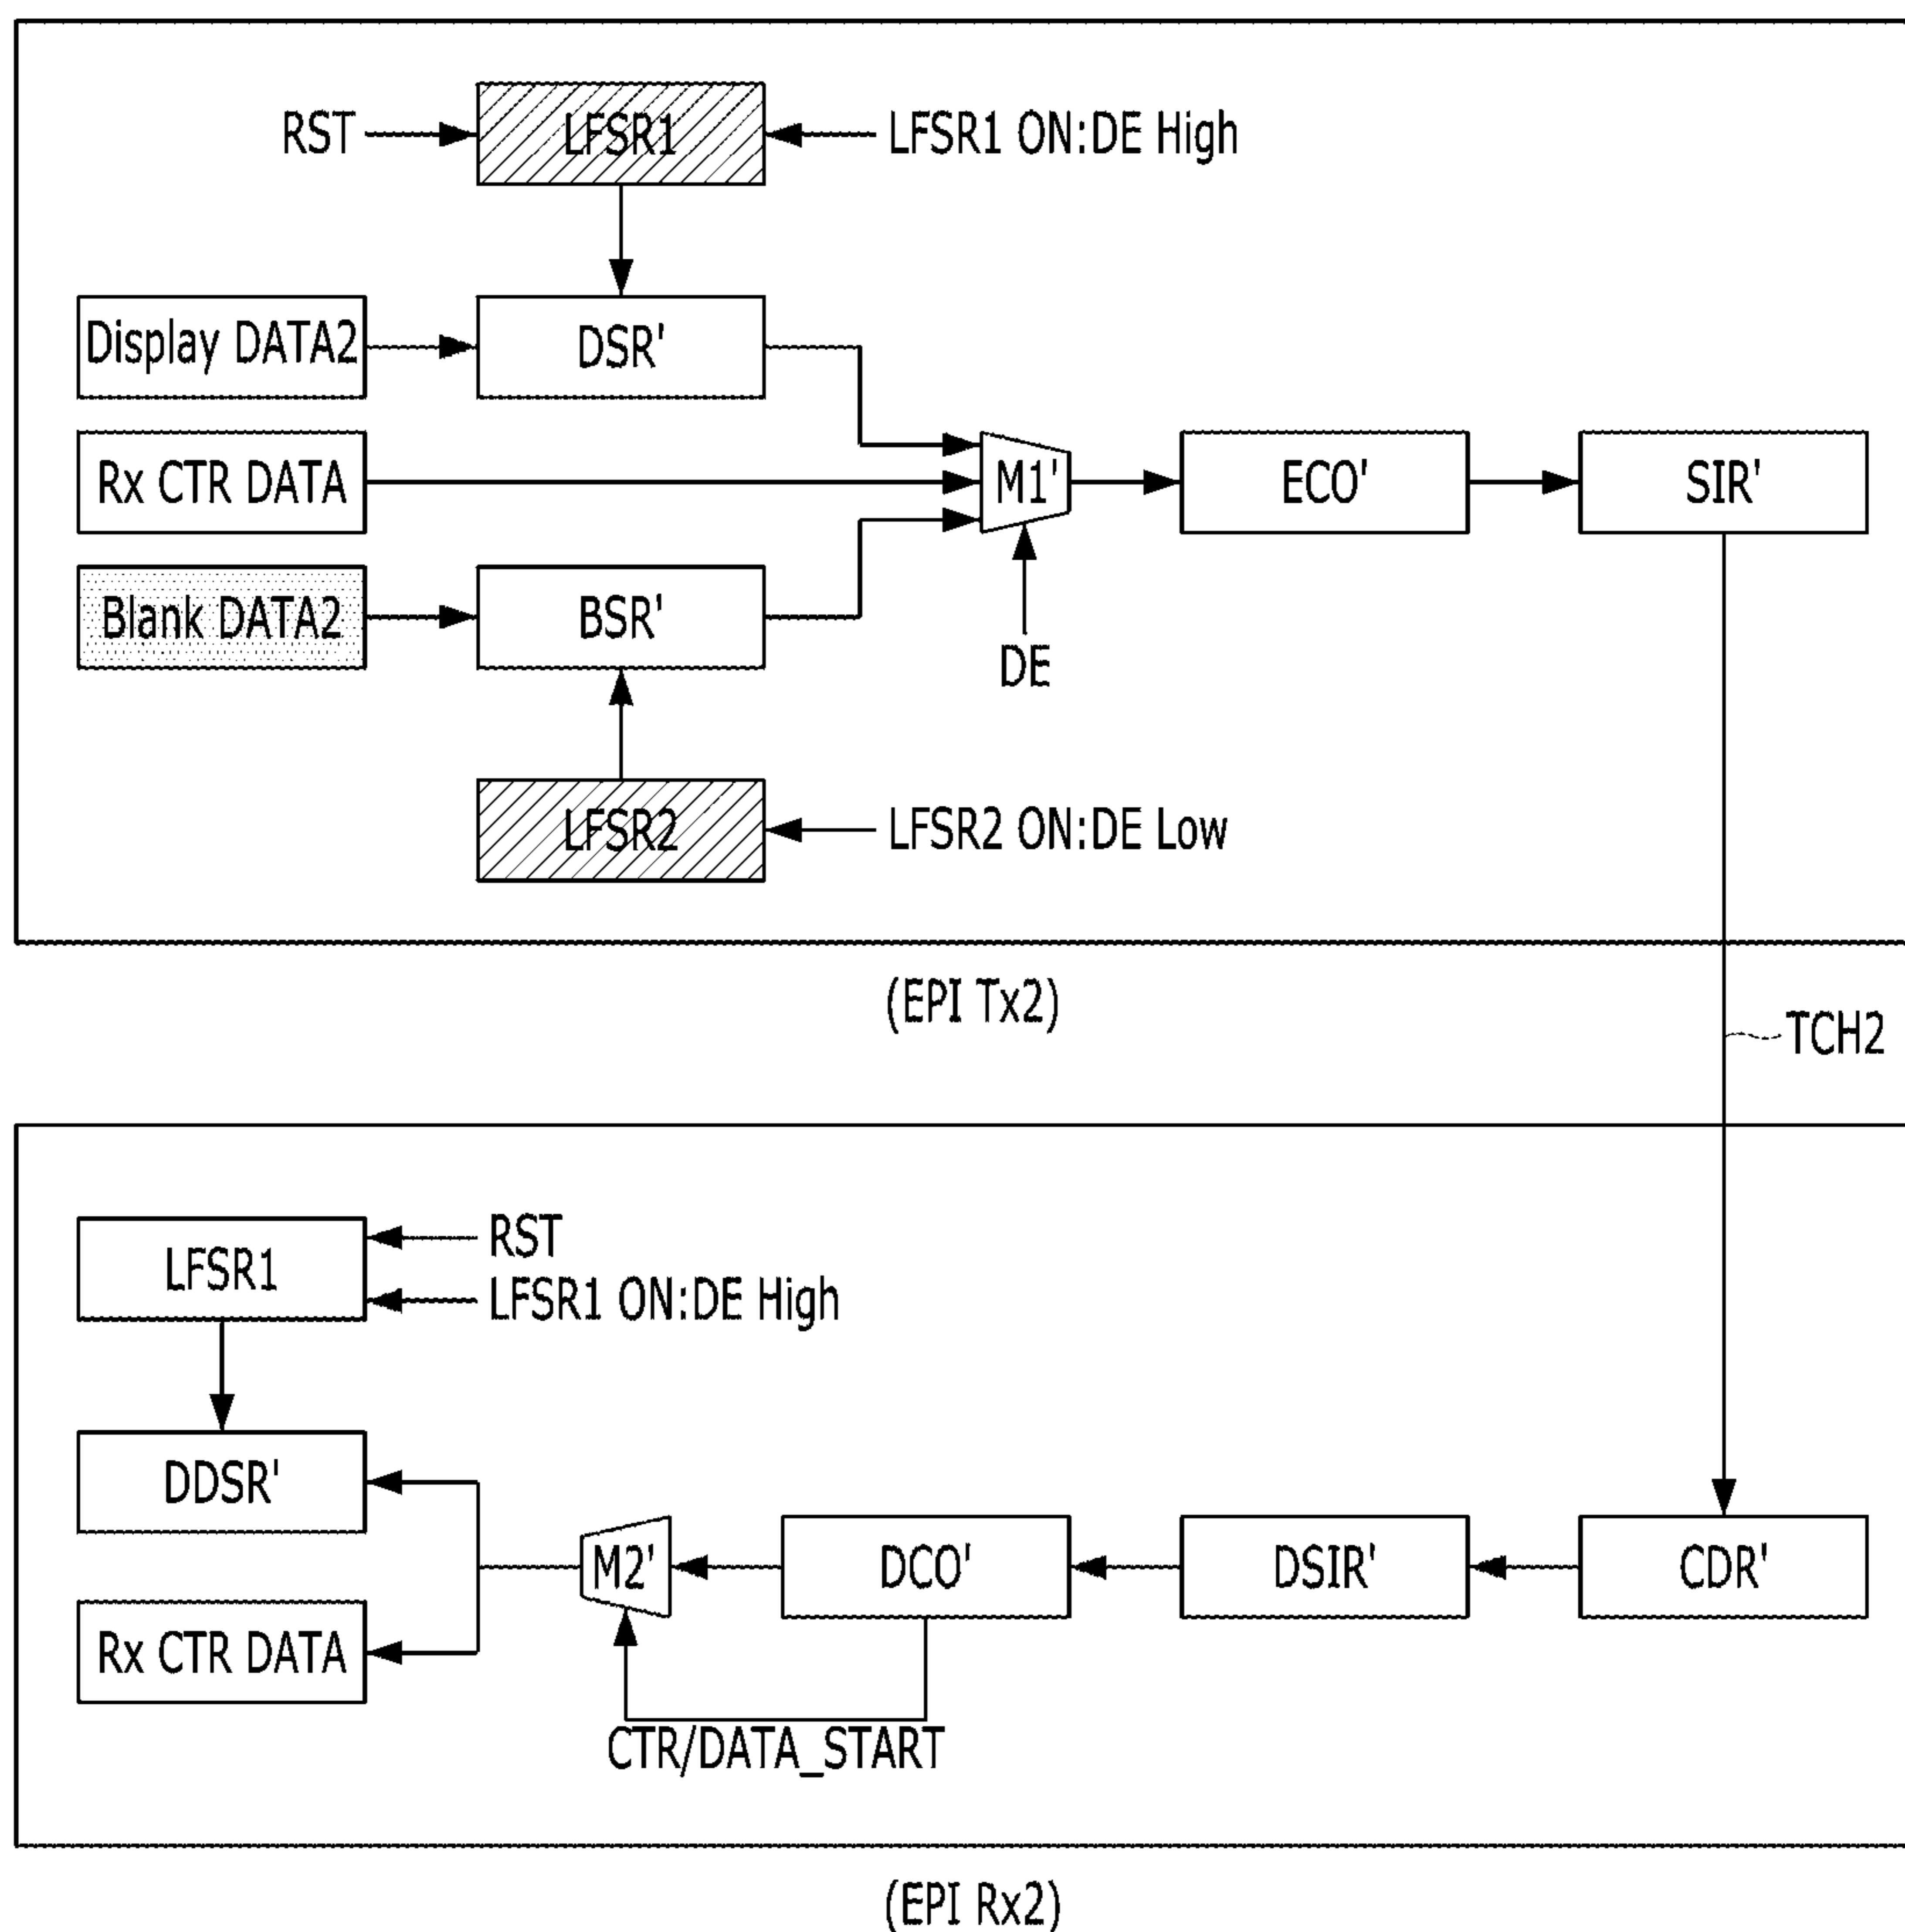 RST
LFSR1
LFSR1 ON:DE High
Display DATA2
DSR'
Rx CTR DATA
M1'
ECO'
SIR'
Blank DATA2
BSR'
DE
LFSR2
LFSR2 ON:DE Low
(EPI Tx2)
TCH2
LFSR1
RST
LFSR1 ON:DE High
DDSR'
M2'
DCO'
DSIR'
CDR'
Rx CTR DATA
CTR/DATA_START
(EPI Rx2)